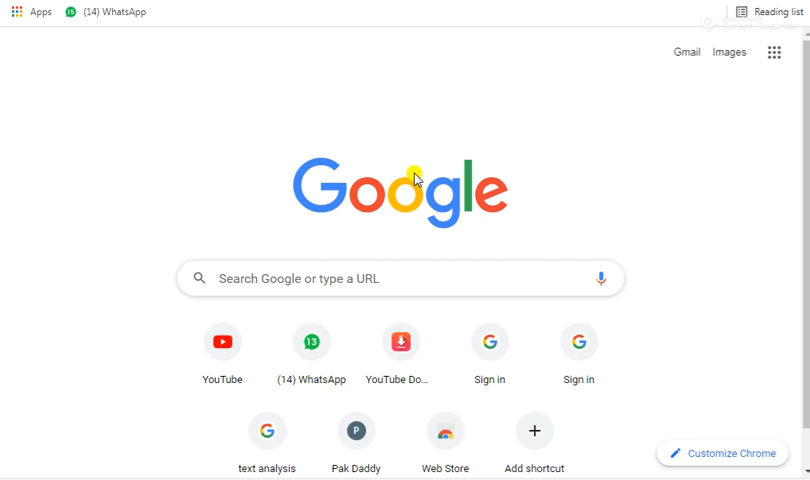 Apps
15
(14) WhatsApp
Reading list
Gmail
Images
Google
Search Google or type a URL
13
YouTube
(14) WhatsApp
YouTube Do...
Sign in
Sign in
P
text analysis
Pak Daddy
Web Store
Add shortcut
Customize Chrome